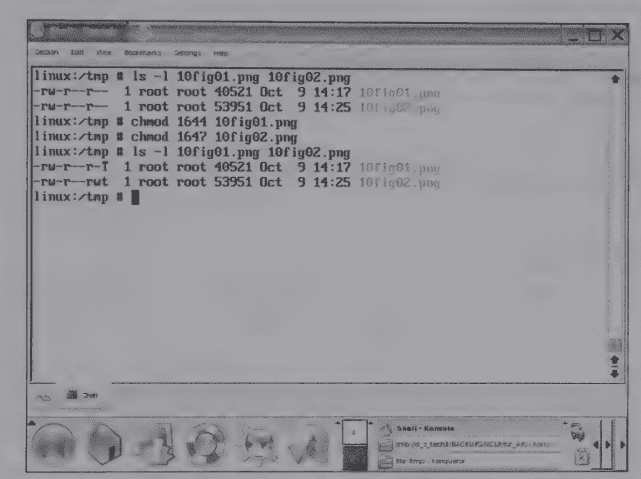 Session Edit View Bookmarks Settings Help
linux:/tmp # ls -l 10fig01.png 10fig02.png
-rw-r--r-- 1 root root 40521 Oct 9 14:17 10fig01.png
-rw-r--r-- 1 root root 53951 Oct 9 14:25 10fig02.png
linux:/tmp # chmod 1644 10fig01.png
linux:/tmp # chmod 1647 10fig02.png
linux:/tmp # ls -l 10fig01.png 10fig02.png
-rw-r--r-T 1 root root 40521 Oct 9 14:17 10fig01.png
-rw-r--rwt 1 root root 53951 Oct 9 14:25 10fig02.png
linux:/tmp #
Shell
1
Shell - Konsole
- Konqueror